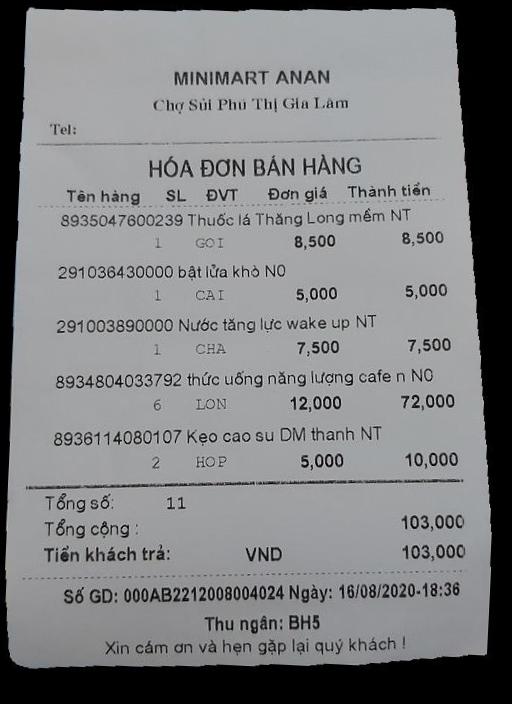 MINIMART ANAN
Chợ Sủi Phú Thị Gia Lâm
Tel:
HÓA ĐƠN BÁN HÀNG
Tên hàng SL ĐVT Đơn giá Thành tiền
8935047600239 Thuốc lá Thăng Long mềm NT
1 GOI 8,500 8,500
291036430000 bật lửa khò N0
1 CAI 5,000 5,000
291003890000 Nước tăng lực wake up NT
1 CHA 7,500 7,500
8934804033792 thức uống năng lượng cafe n N0
6 LON 12,000 72,000
8936114080107 Kẹo cao su DM thanh NT
2 HOP 5,000 10,000
Tổng số: 11
Tổng cộng : 103,000
Tiền khách trả: VND 103,000
Số GD: 000AB2212008004024 Ngày: 16/08/2020-18:36
Thu ngân: BH5
Xin cám ơn và hẹn gặp lại quý khách !